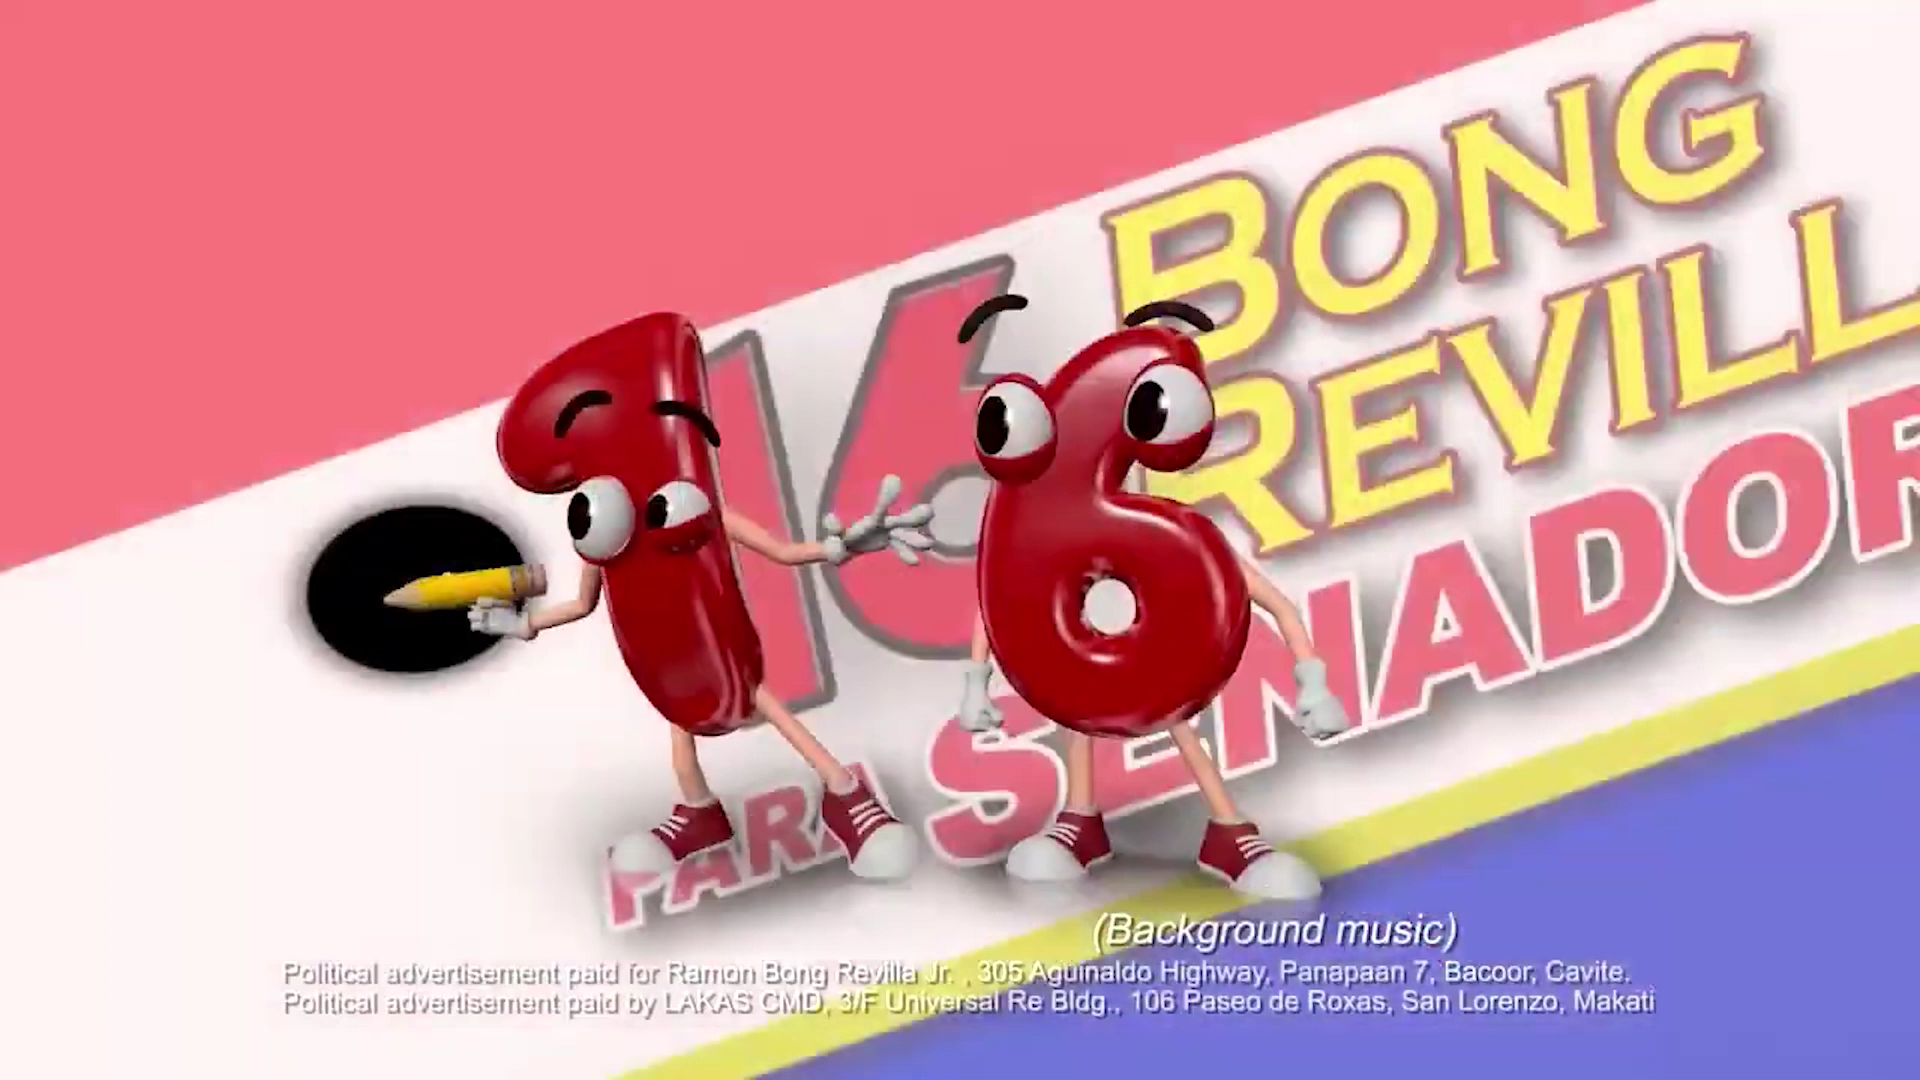 BONG
16 REVILL
PARA SENADOR
1 6
(Background music)
Political advertisement paid for Ramon Bong Revilla Jr. , 305 Aguinaldo Highway, Panapaan 7, Bacoor, Cavite.
Political advertisement paid by LAKAS CMD, 3/F Universal Re Bldg., 106 Paseo de Roxas, San Lorenzo, Makati